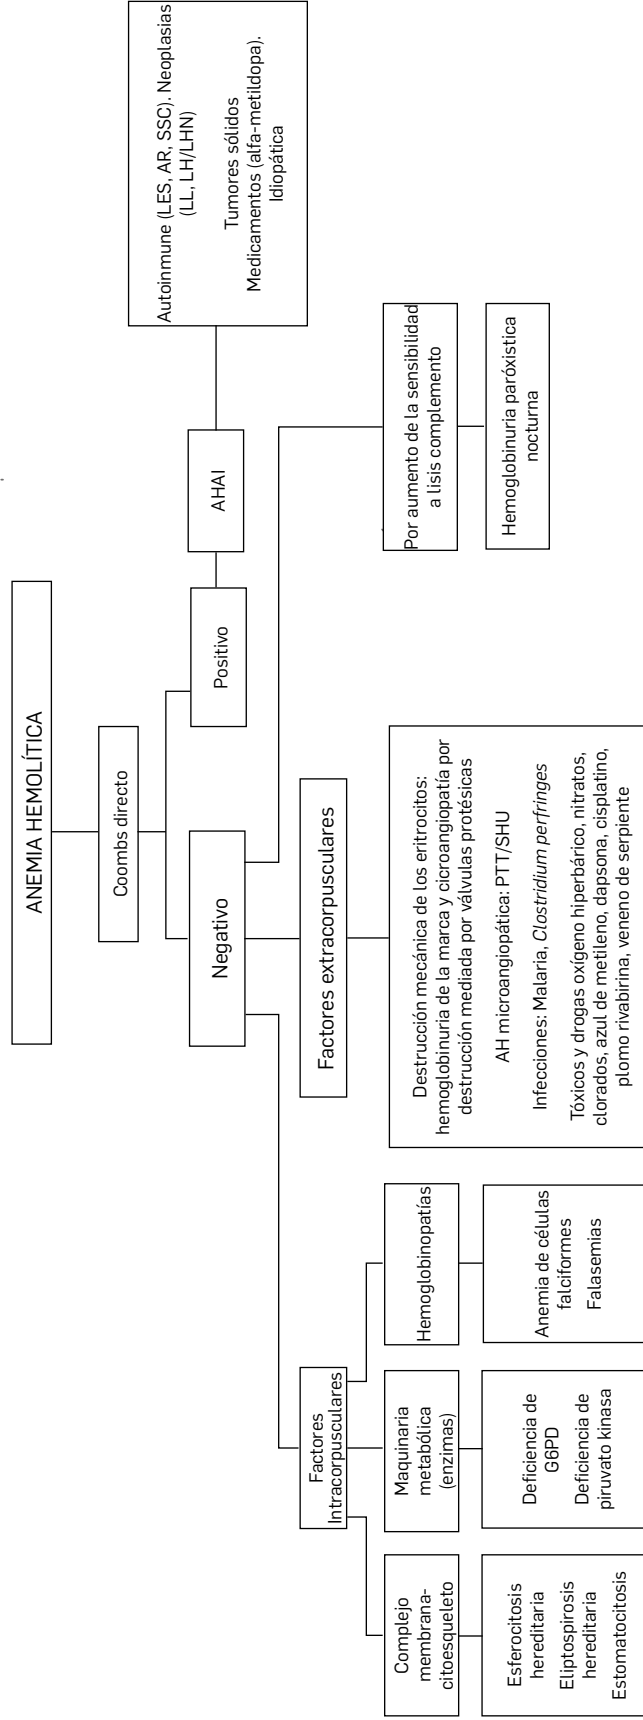 ANEMIA HEMOLÍTICA
Coombs directo
Negativo
Positivo
AHAI
Autoinmune (LES, AR, SSC). Neoplasias
(LL, LH/LHN)
Tumores sólidos
Medicamentos (alfa-metildopa).
Idiopática
Factores
Intracorpusculares
Factores extracorpusculares
Complejo
membrana-
citoesqueleto
Maquinaria
metabólica
(enzimas)
Hemoglobinopatías
Por aumento de la sensibilidad
a lisis complemento
Esferocitosis
hereditaria
Eliptospirosis
hereditaria
Estomatocitosis
Deficiencia de
G6PD
Deficiencia de
piruvato kinasa
Anemia de células
falciformes
Falasemias
Destrucción mecánica de los eritrocitos:
hemoglobinuria de la marca y cicroangiopatía por
destrucción mediada por válvulas protésicas
AH microangiopática: PTT/SHU
Infecciones: Malaria, Clostridium perfringes
Tóxicos y drogas oxígeno hiperbárico, nitratos,
clorados, azul de metileno, dapsona, cisplatino,
plomo rivabirina, veneno de serpiente
Hemoglobinuria paróxistica
nocturna